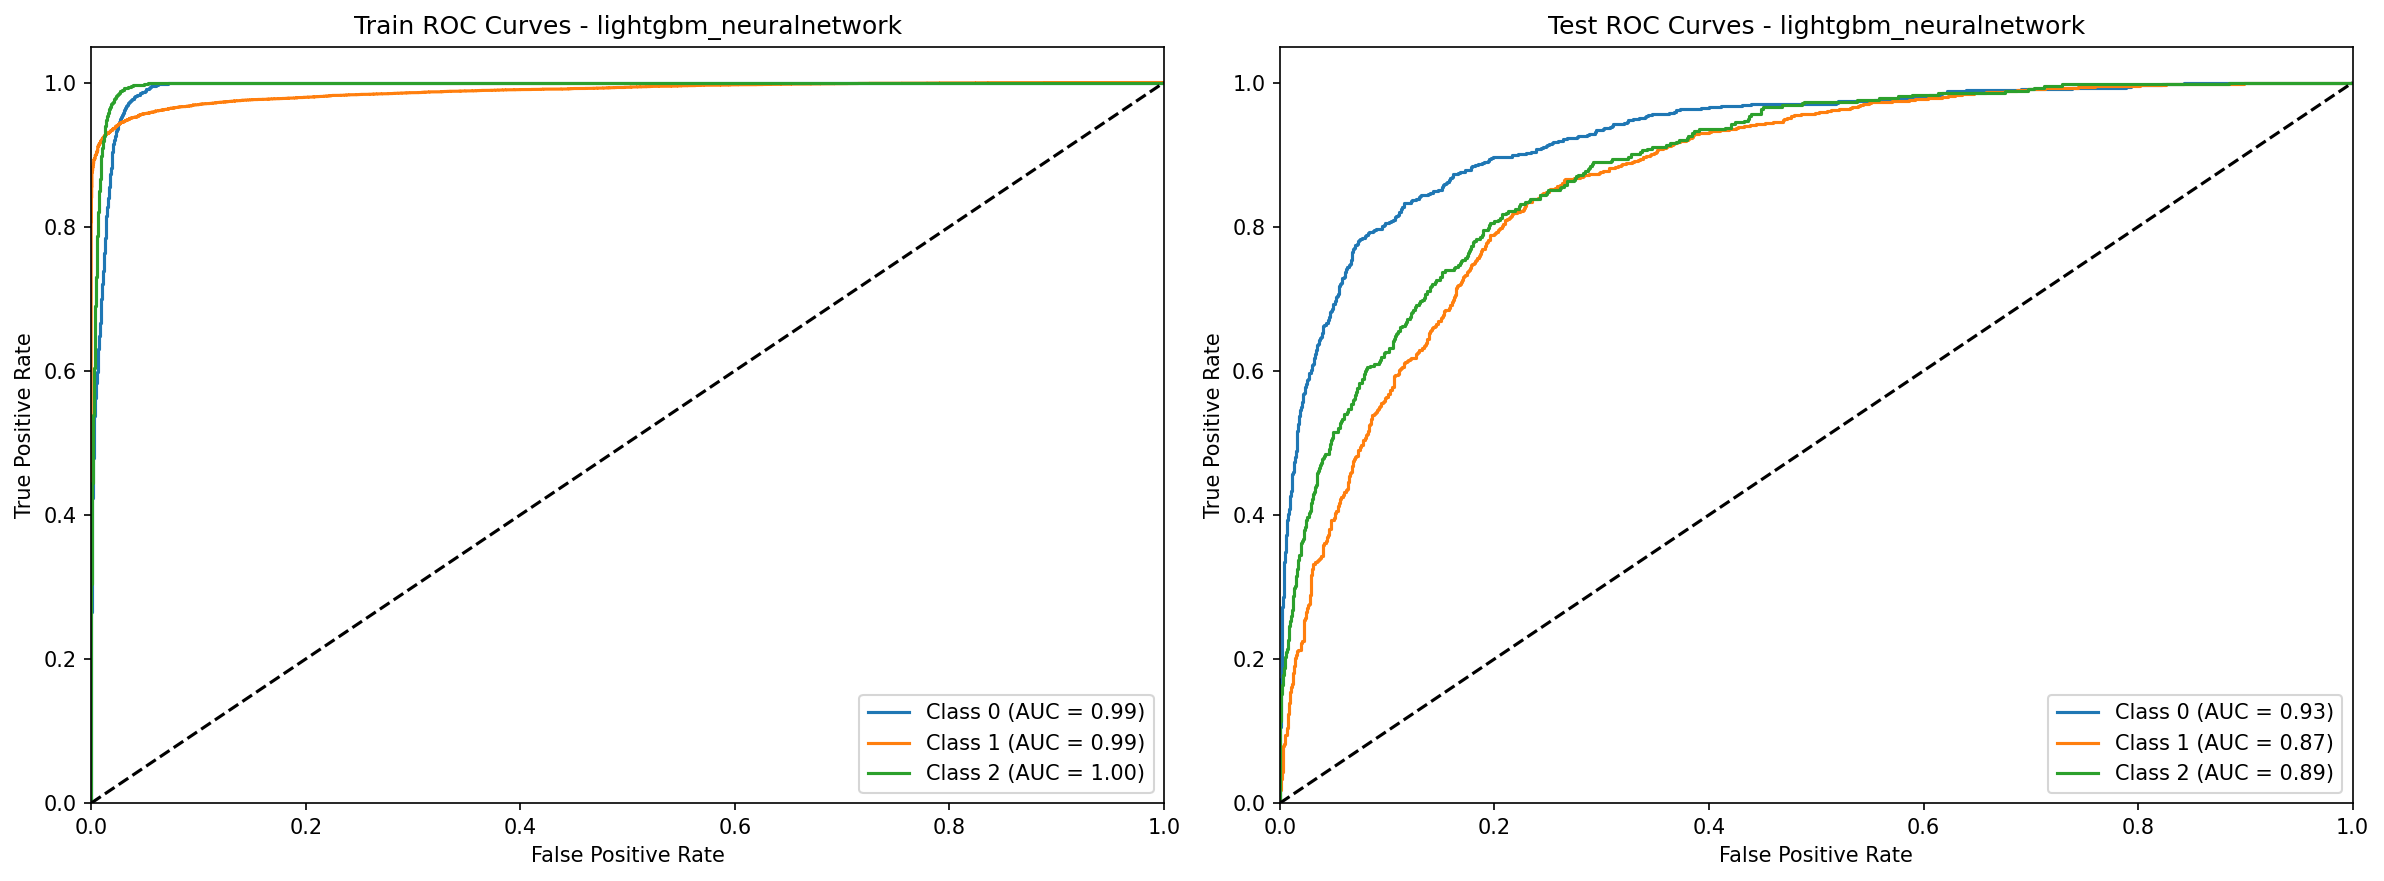 Train ROC Curves - lightgbm_neuralnetwork
True Positive Rate
1.0
0.8
0.6
0.4
0.2
0.0
Class 0 (AUC = 0.99)
Class 1 (AUC = 0.99)
Class 2 (AUC = 1.00)
0.0 0.2 0.4 0.6 0.8 1.0
False Positive Rate
Test ROC Curves - lightgbm_neuralnetwork
True Positive Rate
1.0
0.8
0.6
0.4
0.2
0.0
Class 0 (AUC = 0.93)
Class 1 (AUC = 0.87)
Class 2 (AUC = 0.89)
0.0 0.2 0.4 0.6 0.8 1.0
False Positive Rate